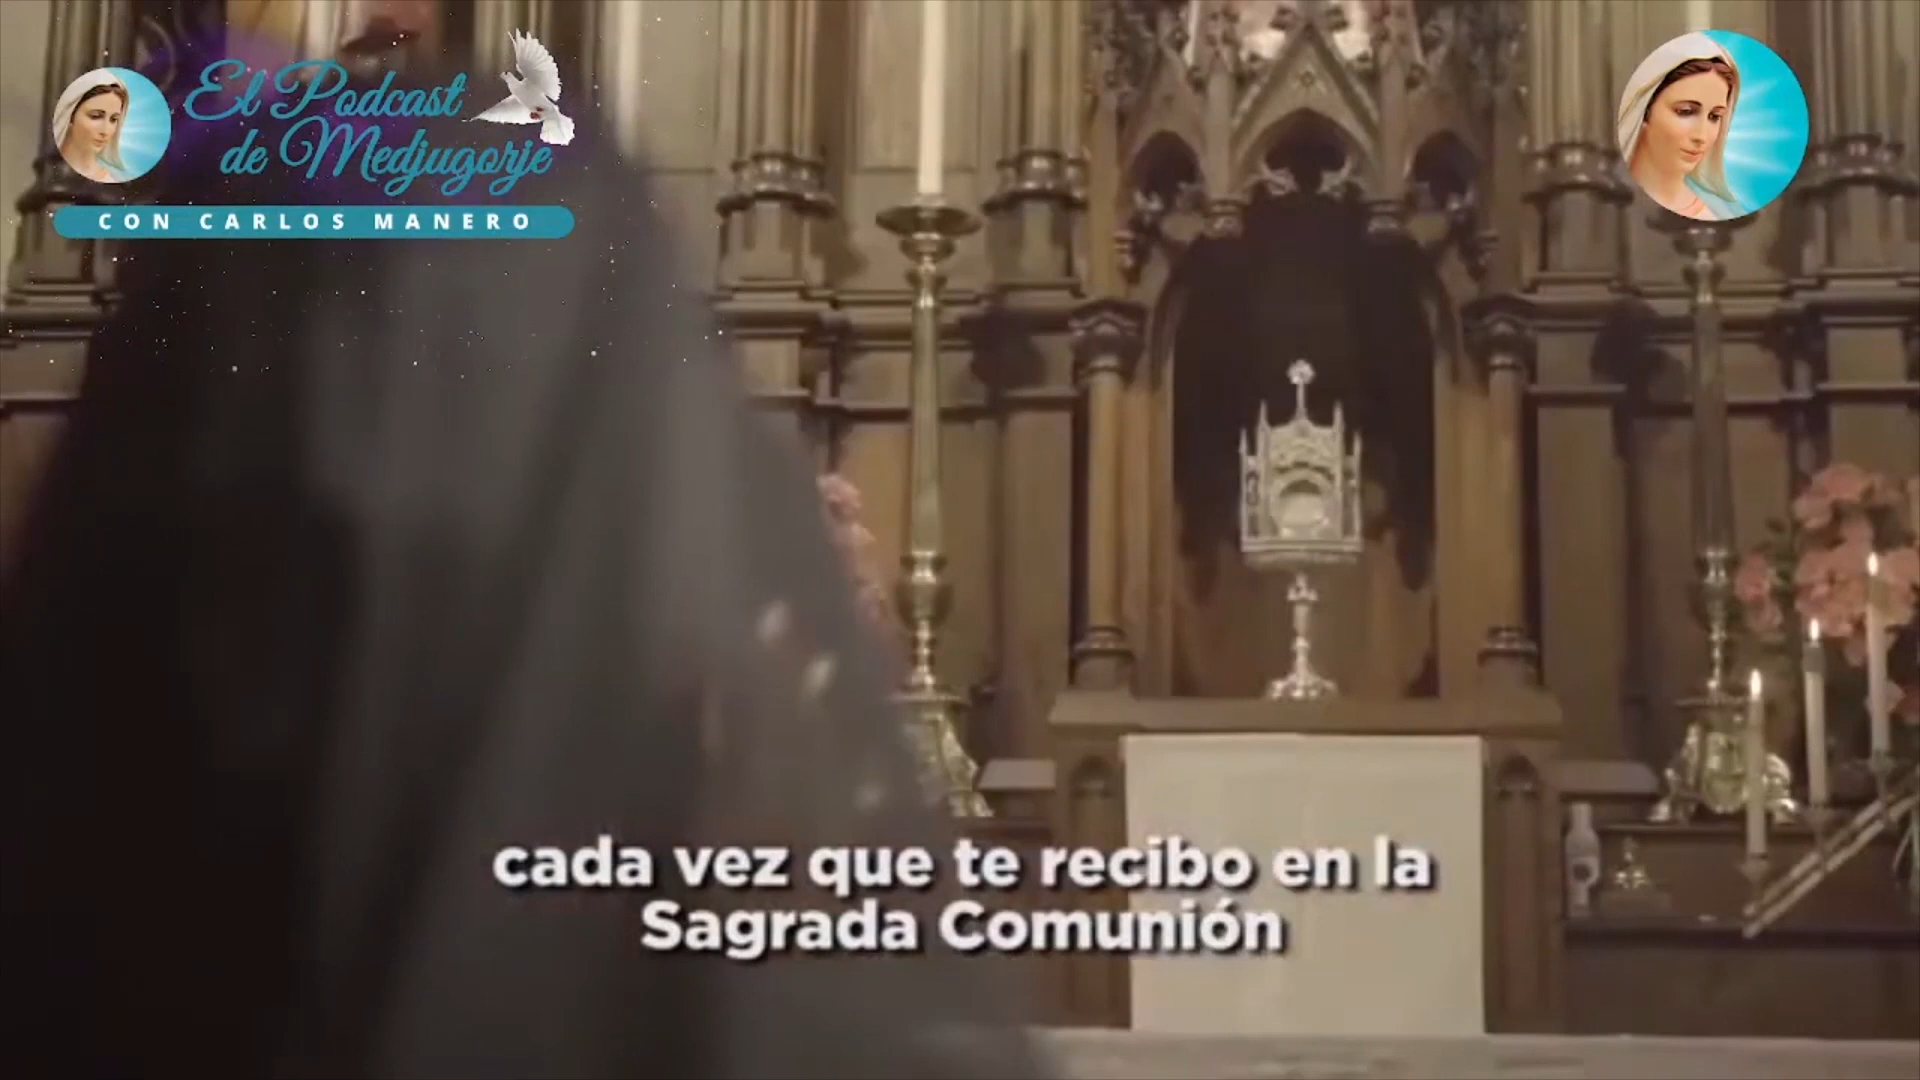 El Podcast
de Medjugorje
CON CARLOS MANERO
cada vez que te recibo en la
Sagrada Comunión